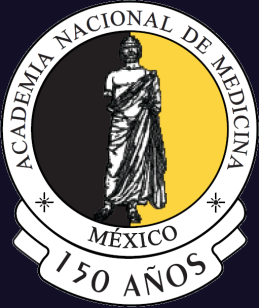 ACADEMIA NACIONAL DE MEDICINA
MÉXICO
150 AÑOS